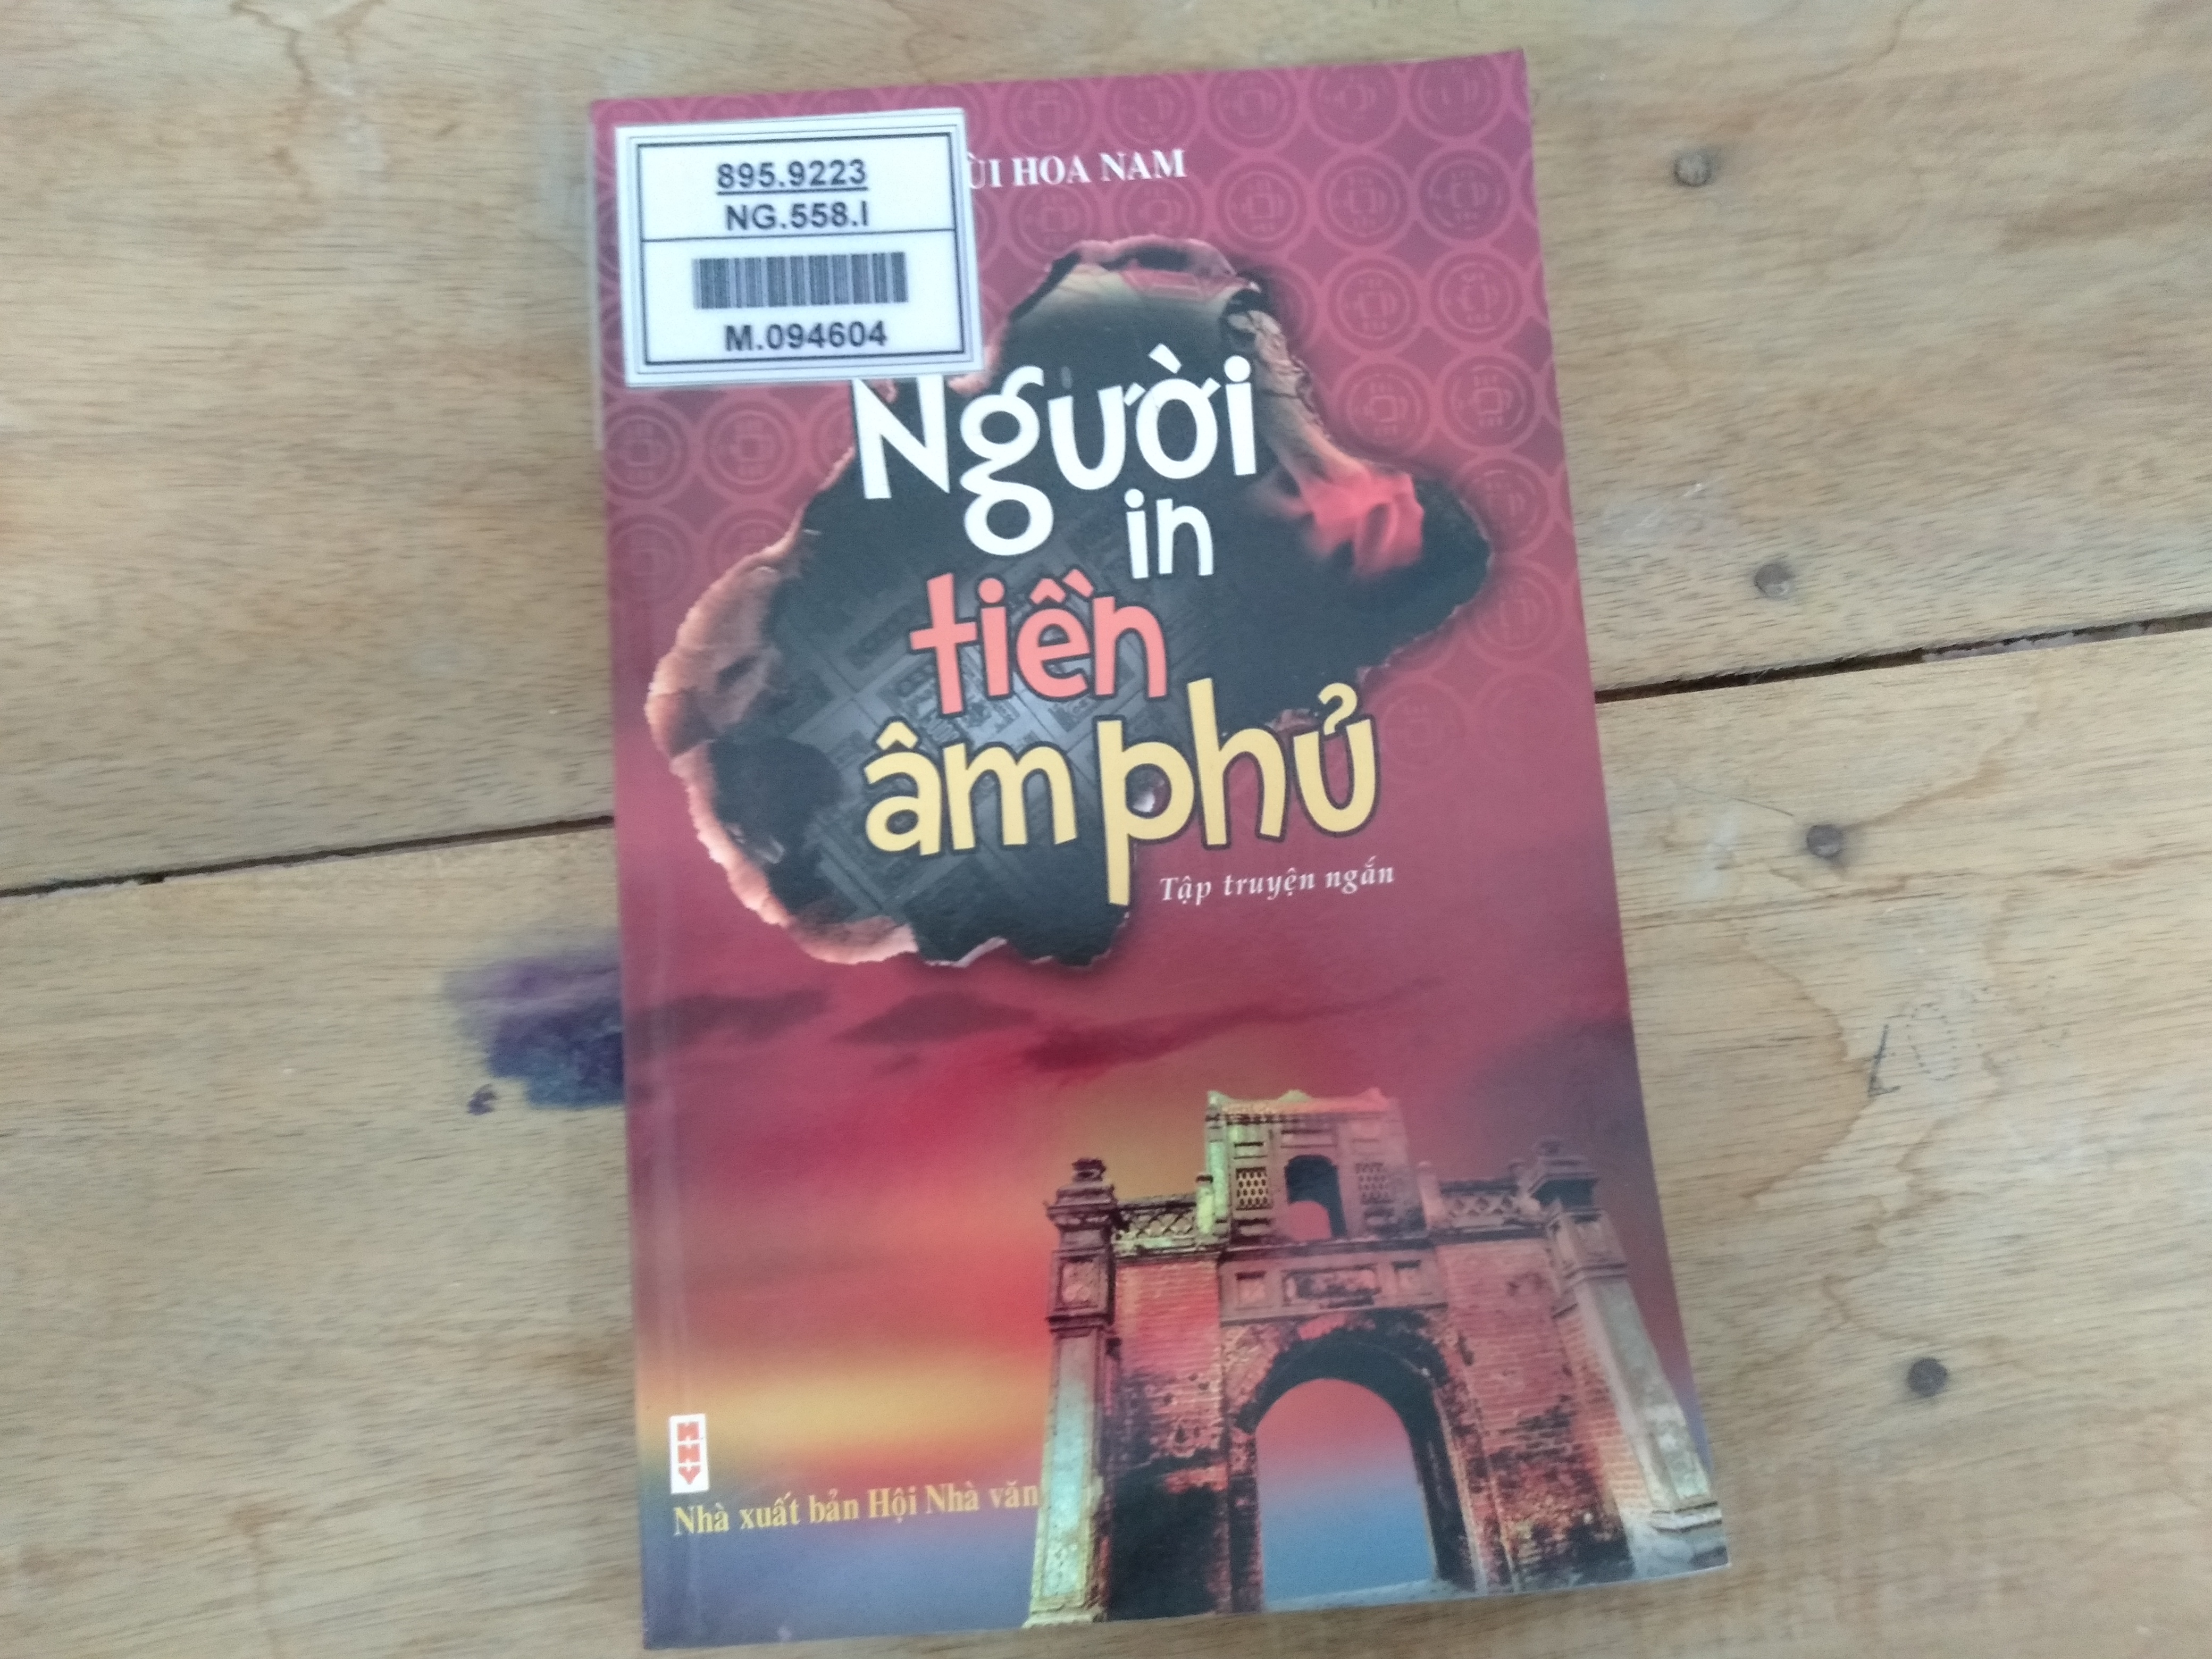 895.9223
NG.558.I
M.094604
HOA NAM
Người
in
tiền
âm phủ
Tập truyện ngắn
HNV
Nhà xuất bản Hội Nhà văn